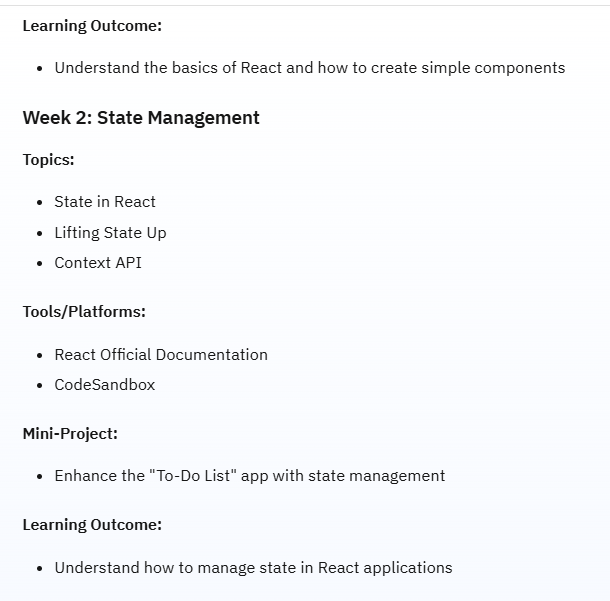 Learning Outcome:
• Understand the basics of React and how to create simple components
Week 2: State Management
Topics:
• State in React
• Lifting State Up
• Context API
Tools/Platforms:
• React Official Documentation
• CodeSandbox
Mini-Project:
• Enhance the "To-Do List" app with state management
Learning Outcome:
• Understand how to manage state in React applications